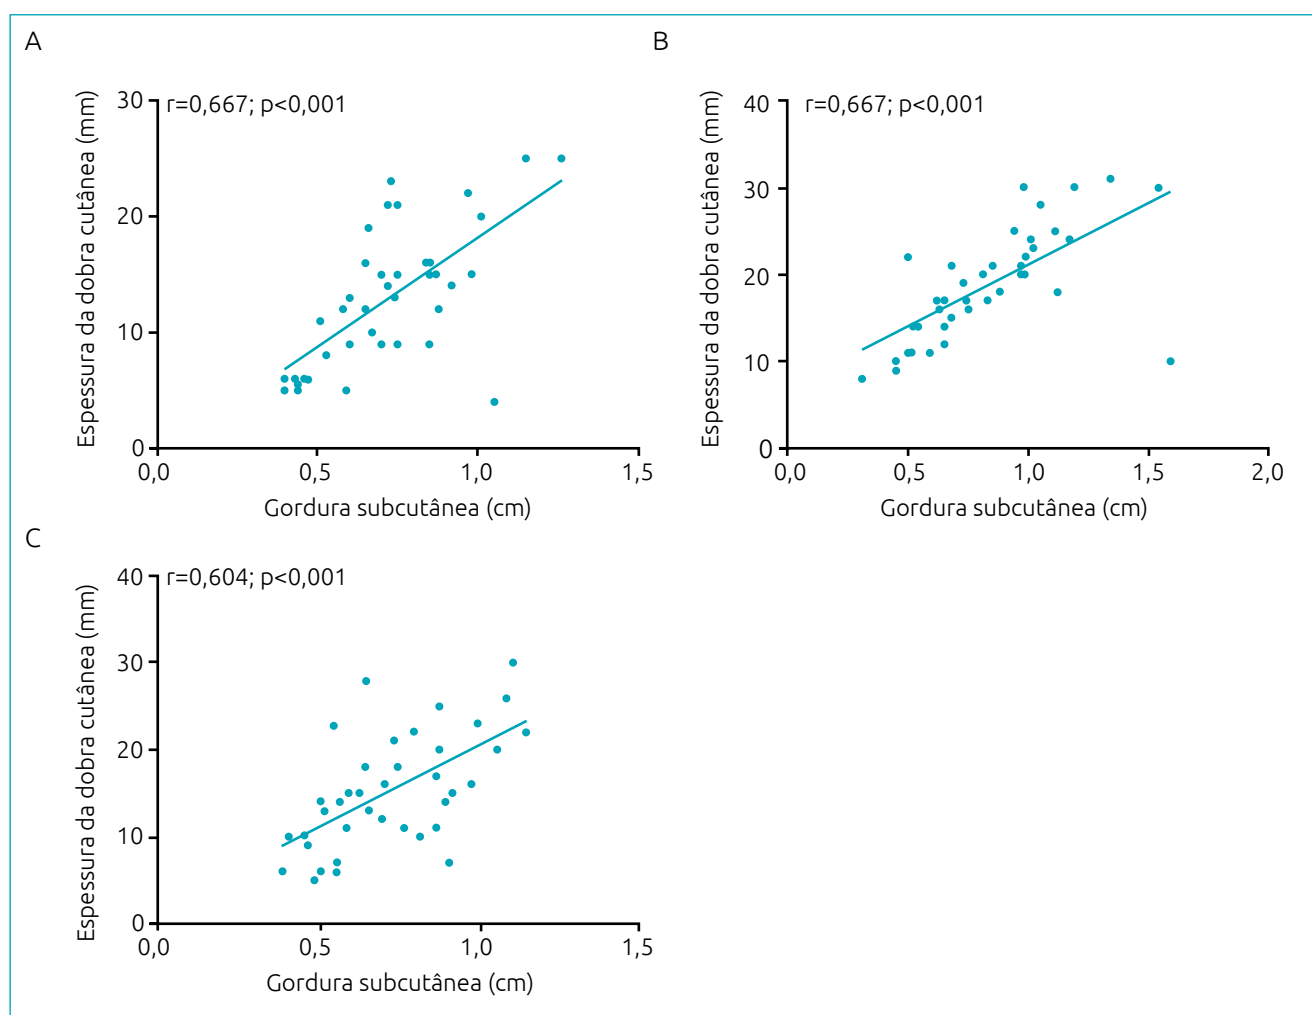 A
r=0,667; p<0,001
Espessura da dobra cutânea (mm)
30
20
10
0
0,0
0,5
1,0
1,5
Gordura subcutânea (cm)
B
r=0,667; p<0,001
Espessura da dobra cutânea (mm)
40
30
20
10
0
0,0
0,5
1,0
1,5
2,0
Gordura subcutânea (cm)
C
r=0,604; p<0,001
Espessura da dobra cutânea (mm)
40
30
20
10
0
0,0
0,5
1,0
1,5
Gordura subcutânea (cm)